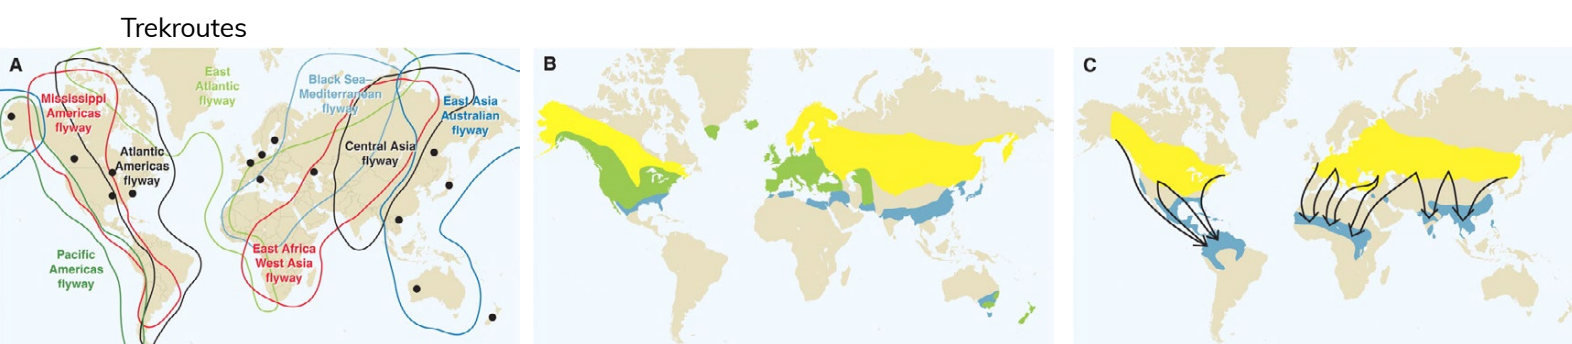 Trekroutes
A
Mississippi
Americas
flyway
Atlantic
Americas
flyway
Pacific
Americas
flyway
East
Atlantic
flyway
Black Sea–
Mediterranean
flyway
East Asia
Australian
flyway
Central Asia
flyway
East Africa
West Asia
flyway
B
C